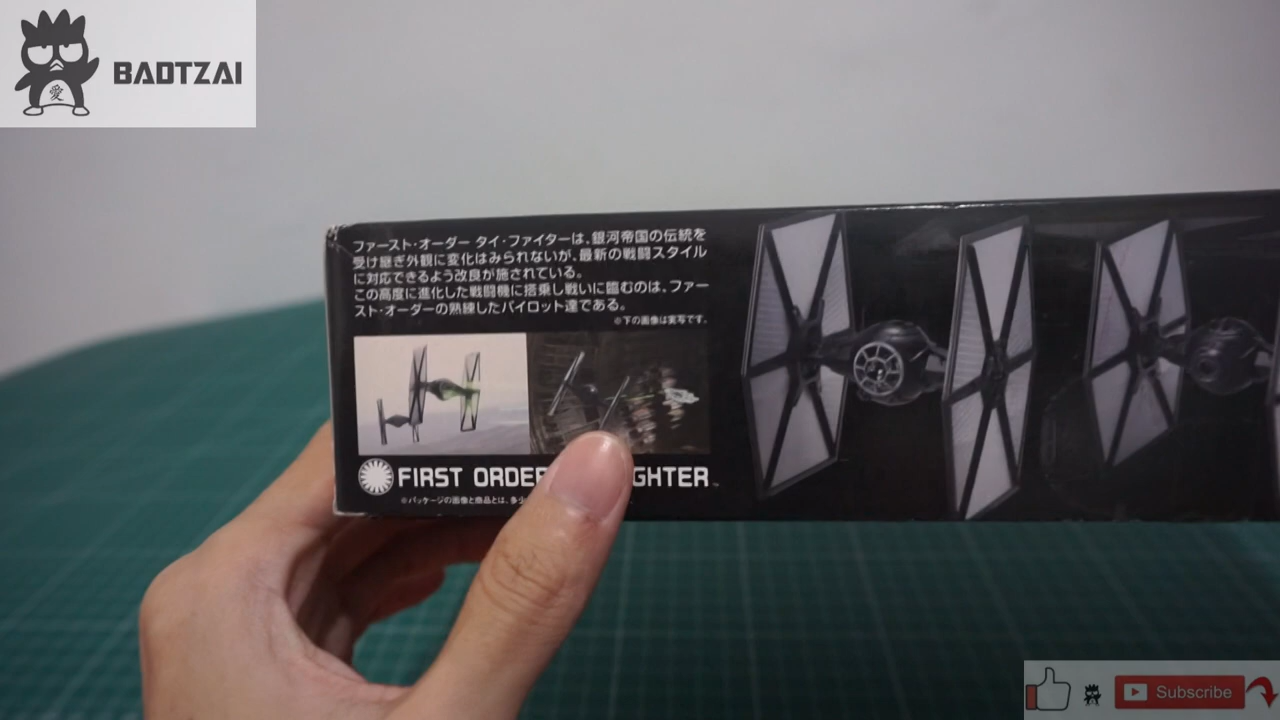 愛
BADTZAI
ファースト・オーダー タイ・ファイターは、銀河帝国の伝統を
受け継ぎ外観に変化はみられないが、最新の戦闘スタイル
に対応できるよう改良が施されている。
この高度に進化した戦闘機に搭乗し戦いに臨むのは、ファー
スト・オーダーの熟練したパイロット達である。
※下の画像は実写です。
FIRST ORDE GHTER
※パッケージの画像と商品とは、多少
Subscribe